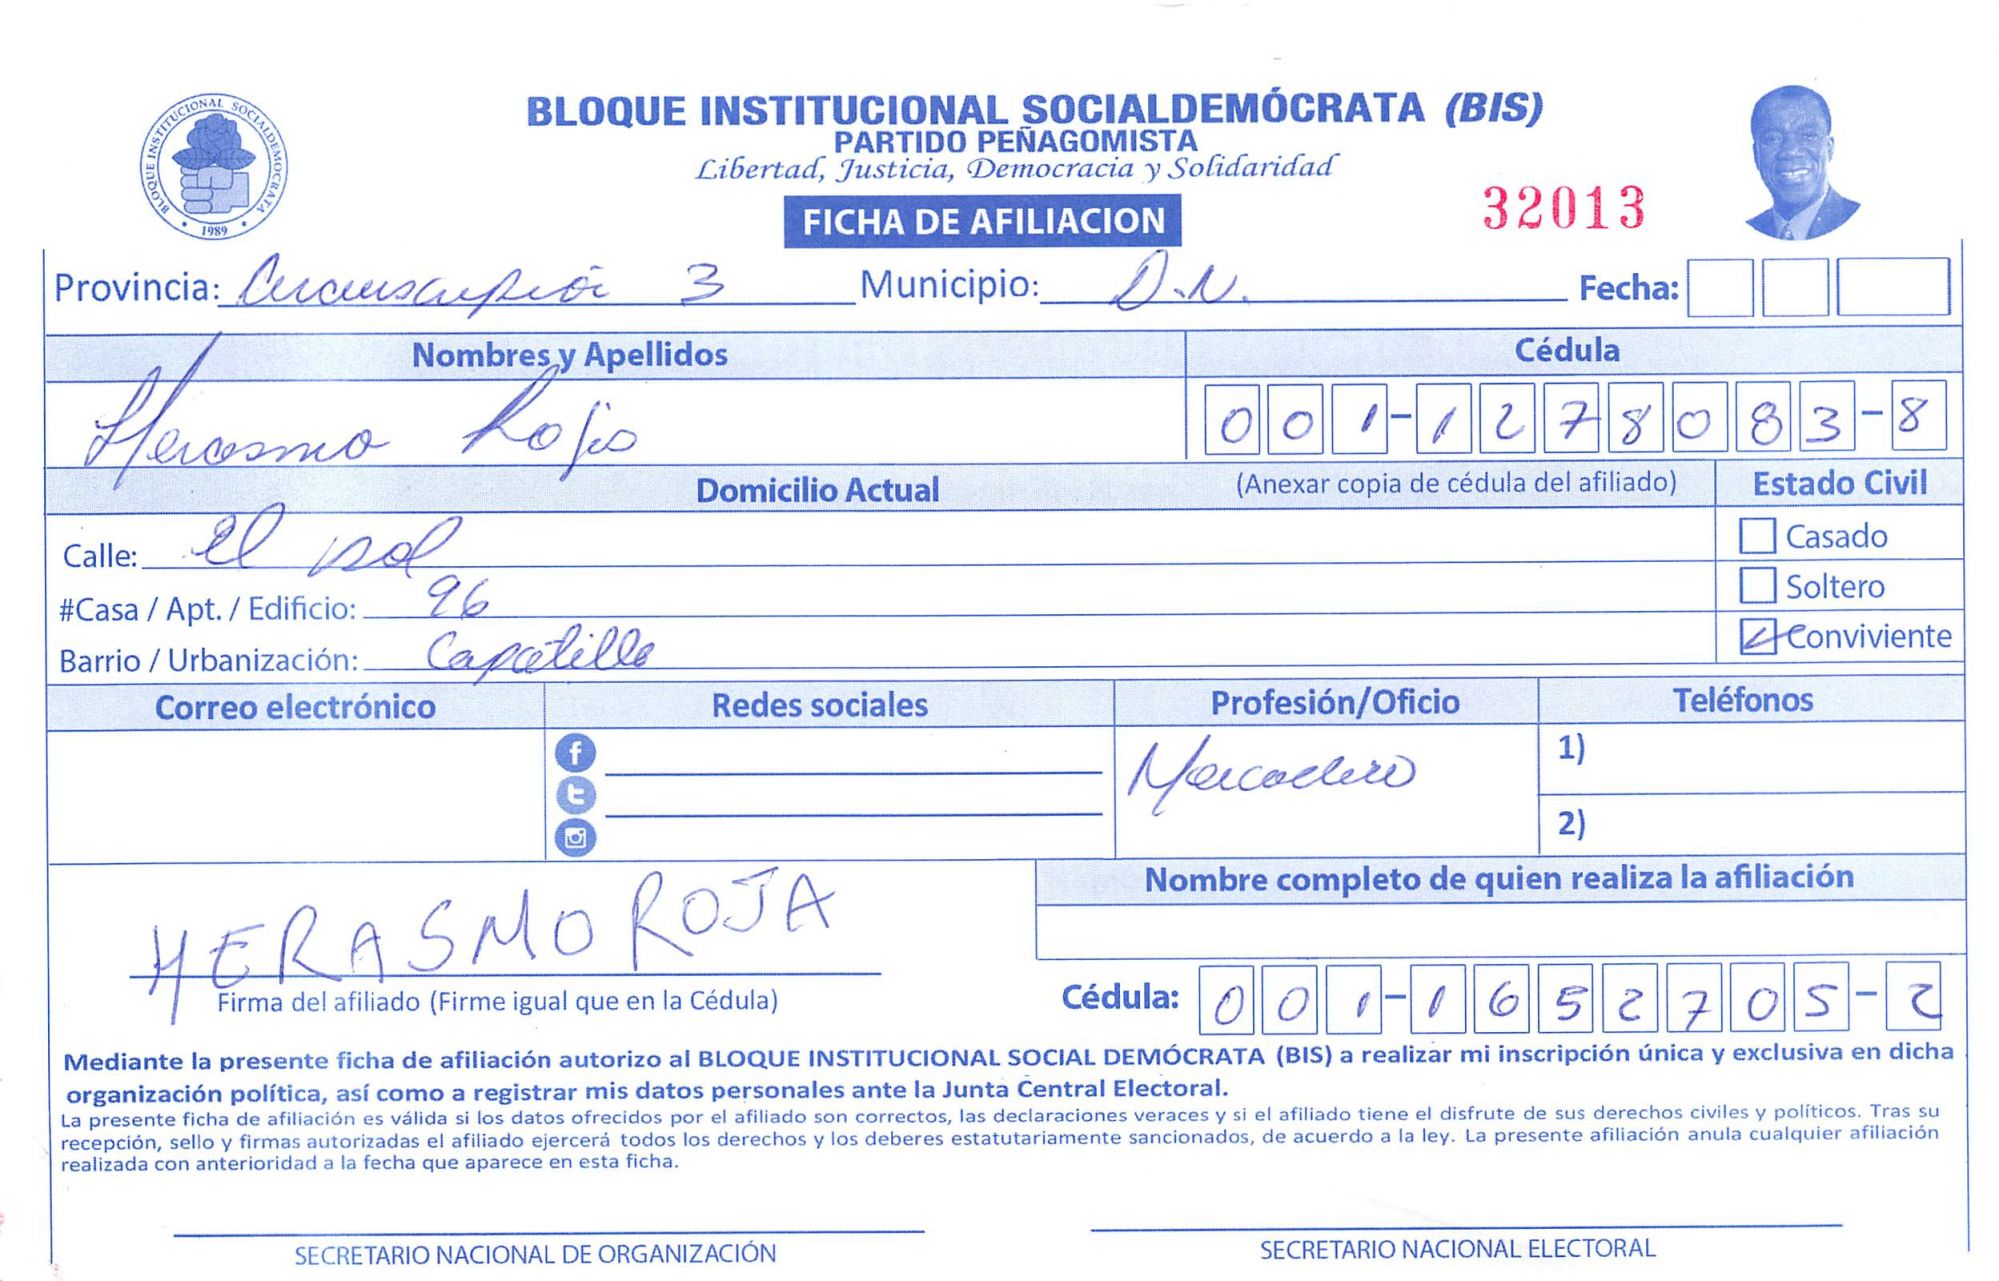 BLOQUE INSTITUCIONAL SOCIALDEMOCRATA
1989
BLOQUE INSTITUCIONAL SOCIALDEMÓCRATA (BIS)
PARTIDO PEÑAGOMISTA
Libertad, Justicia, Democracia y Solidaridad
FICHA DE AFILIACION
32013
Provincia: Circunscripción 3 Municipio: D.N. Fecha:
Nombres y Apellidos Cédula
Herasmo Rojas 001-1278083-8
Domicilio Actual (Anexar copia de cédula del afiliado) Estado Civil
Calle: El sol Casado
#Casa / Apt. / Edificio: 96 Soltero
Barrio / Urbanización: Capotillo Conviviente
Correo electrónico Redes sociales Profesión/Oficio Teléfonos
Mercadero 1)
2)
Nombre completo de quien realiza la afiliación
HERASMO ROJA
Firma del afiliado (Firme igual que en la Cédula) Cédula: 001-1652705-2
Mediante la presente ficha de afiliación autorizo al BLOQUE INSTITUCIONAL SOCIAL DEMÓCRATA (BIS) a realizar mi inscripción única y exclusiva en dicha
organización política, así como a registrar mis datos personales ante la Junta Central Electoral.
La presente ficha de afiliación es válida si los datos ofrecidos por el afiliado son correctos, las declaraciones veraces y si el afiliado tiene el disfrute de sus derechos civiles y políticos. Tras su
recepción, sello y firmas autorizadas el afiliado ejercerá todos los derechos y los deberes estatutariamente sancionados, de acuerdo a la ley. La presente afiliación anula cualquier afiliación
realizada con anterioridad a la fecha que aparece en esta ficha.
SECRETARIO NACIONAL DE ORGANIZACIÓN SECRETARIO NACIONAL ELECTORAL